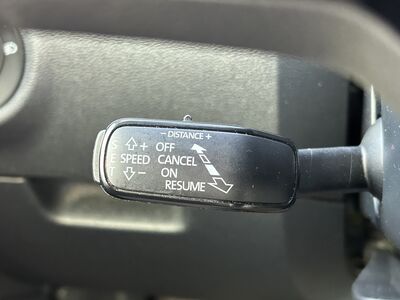 - DISTANCE +
S + OFF
E SPEED CANCEL
T - ON
RESUME